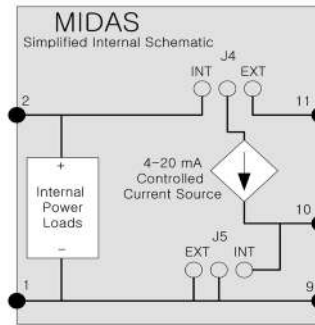 MIDAS
Simplified Internal Schematic
J4
INT
EXT
2
11
+
Internal
Power
Loads
−
4-20 mA
Controlled
Current Source
10
J5
EXT
INT
1
9